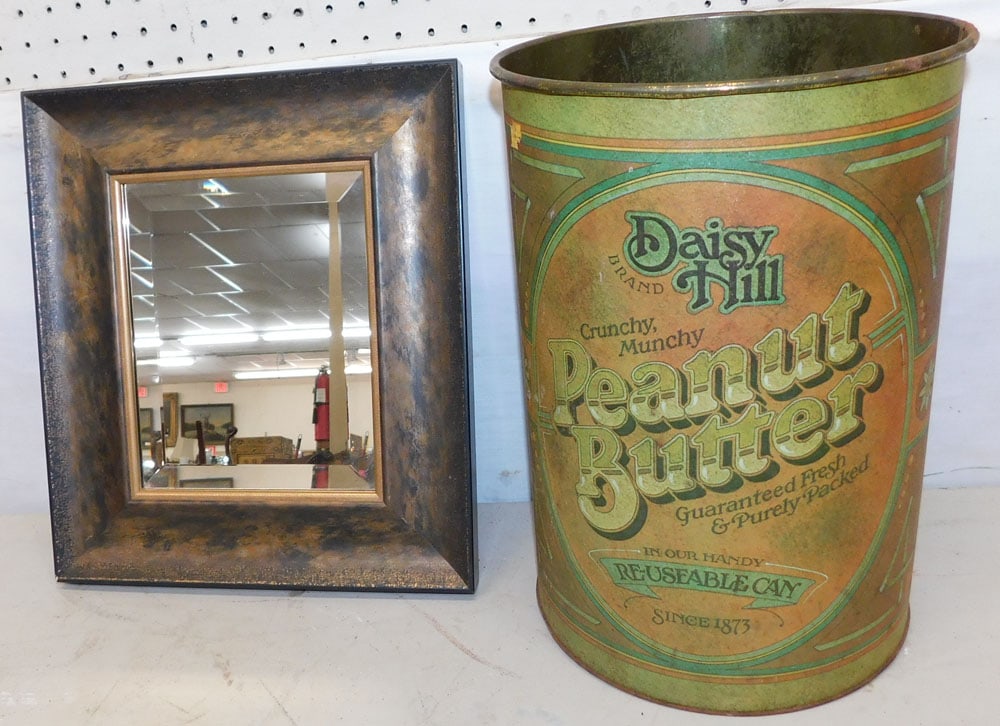 Daisy
Hill
BRAND
Crunchy,
Munchy
Peanut
Butter
Guaranteed Fresh
& Purely Packed
IN OUR HANDY
RE-USEABLE CAN
SINCE 1873